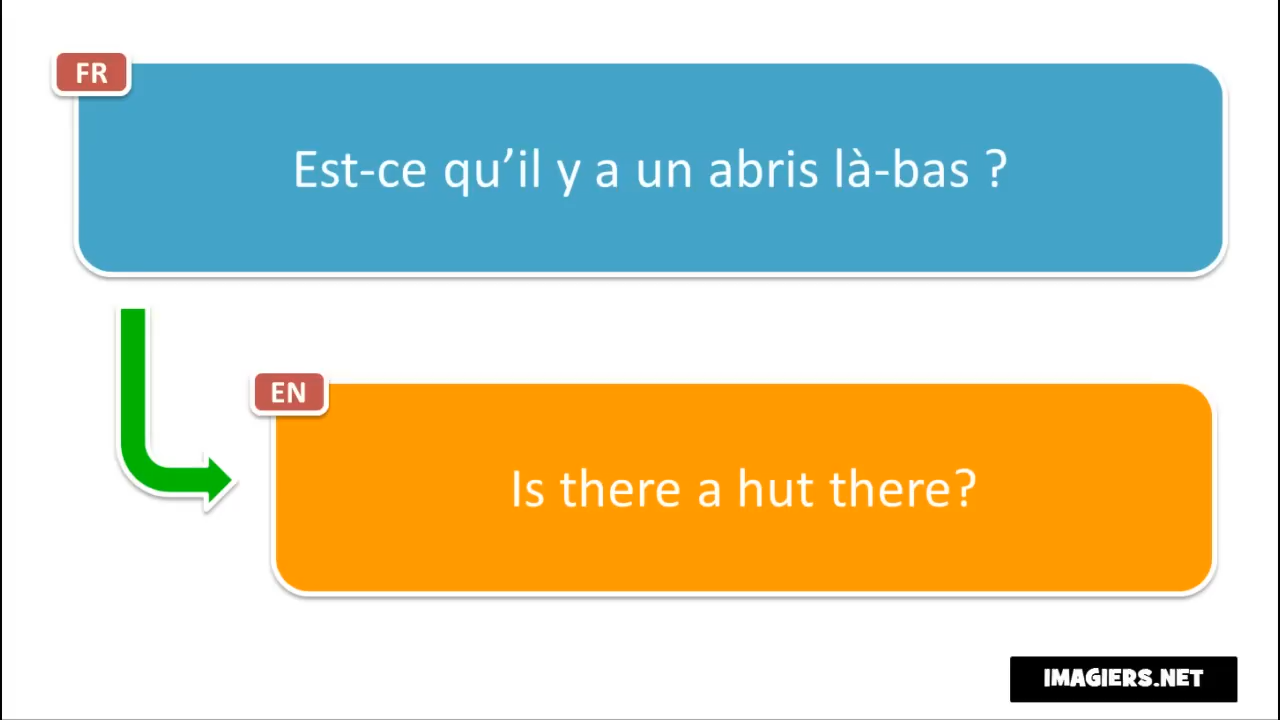 FR
Est-ce qu’il y a un abris là-bas ?
EN
Is there a hut there?
IMAGIERS.NET